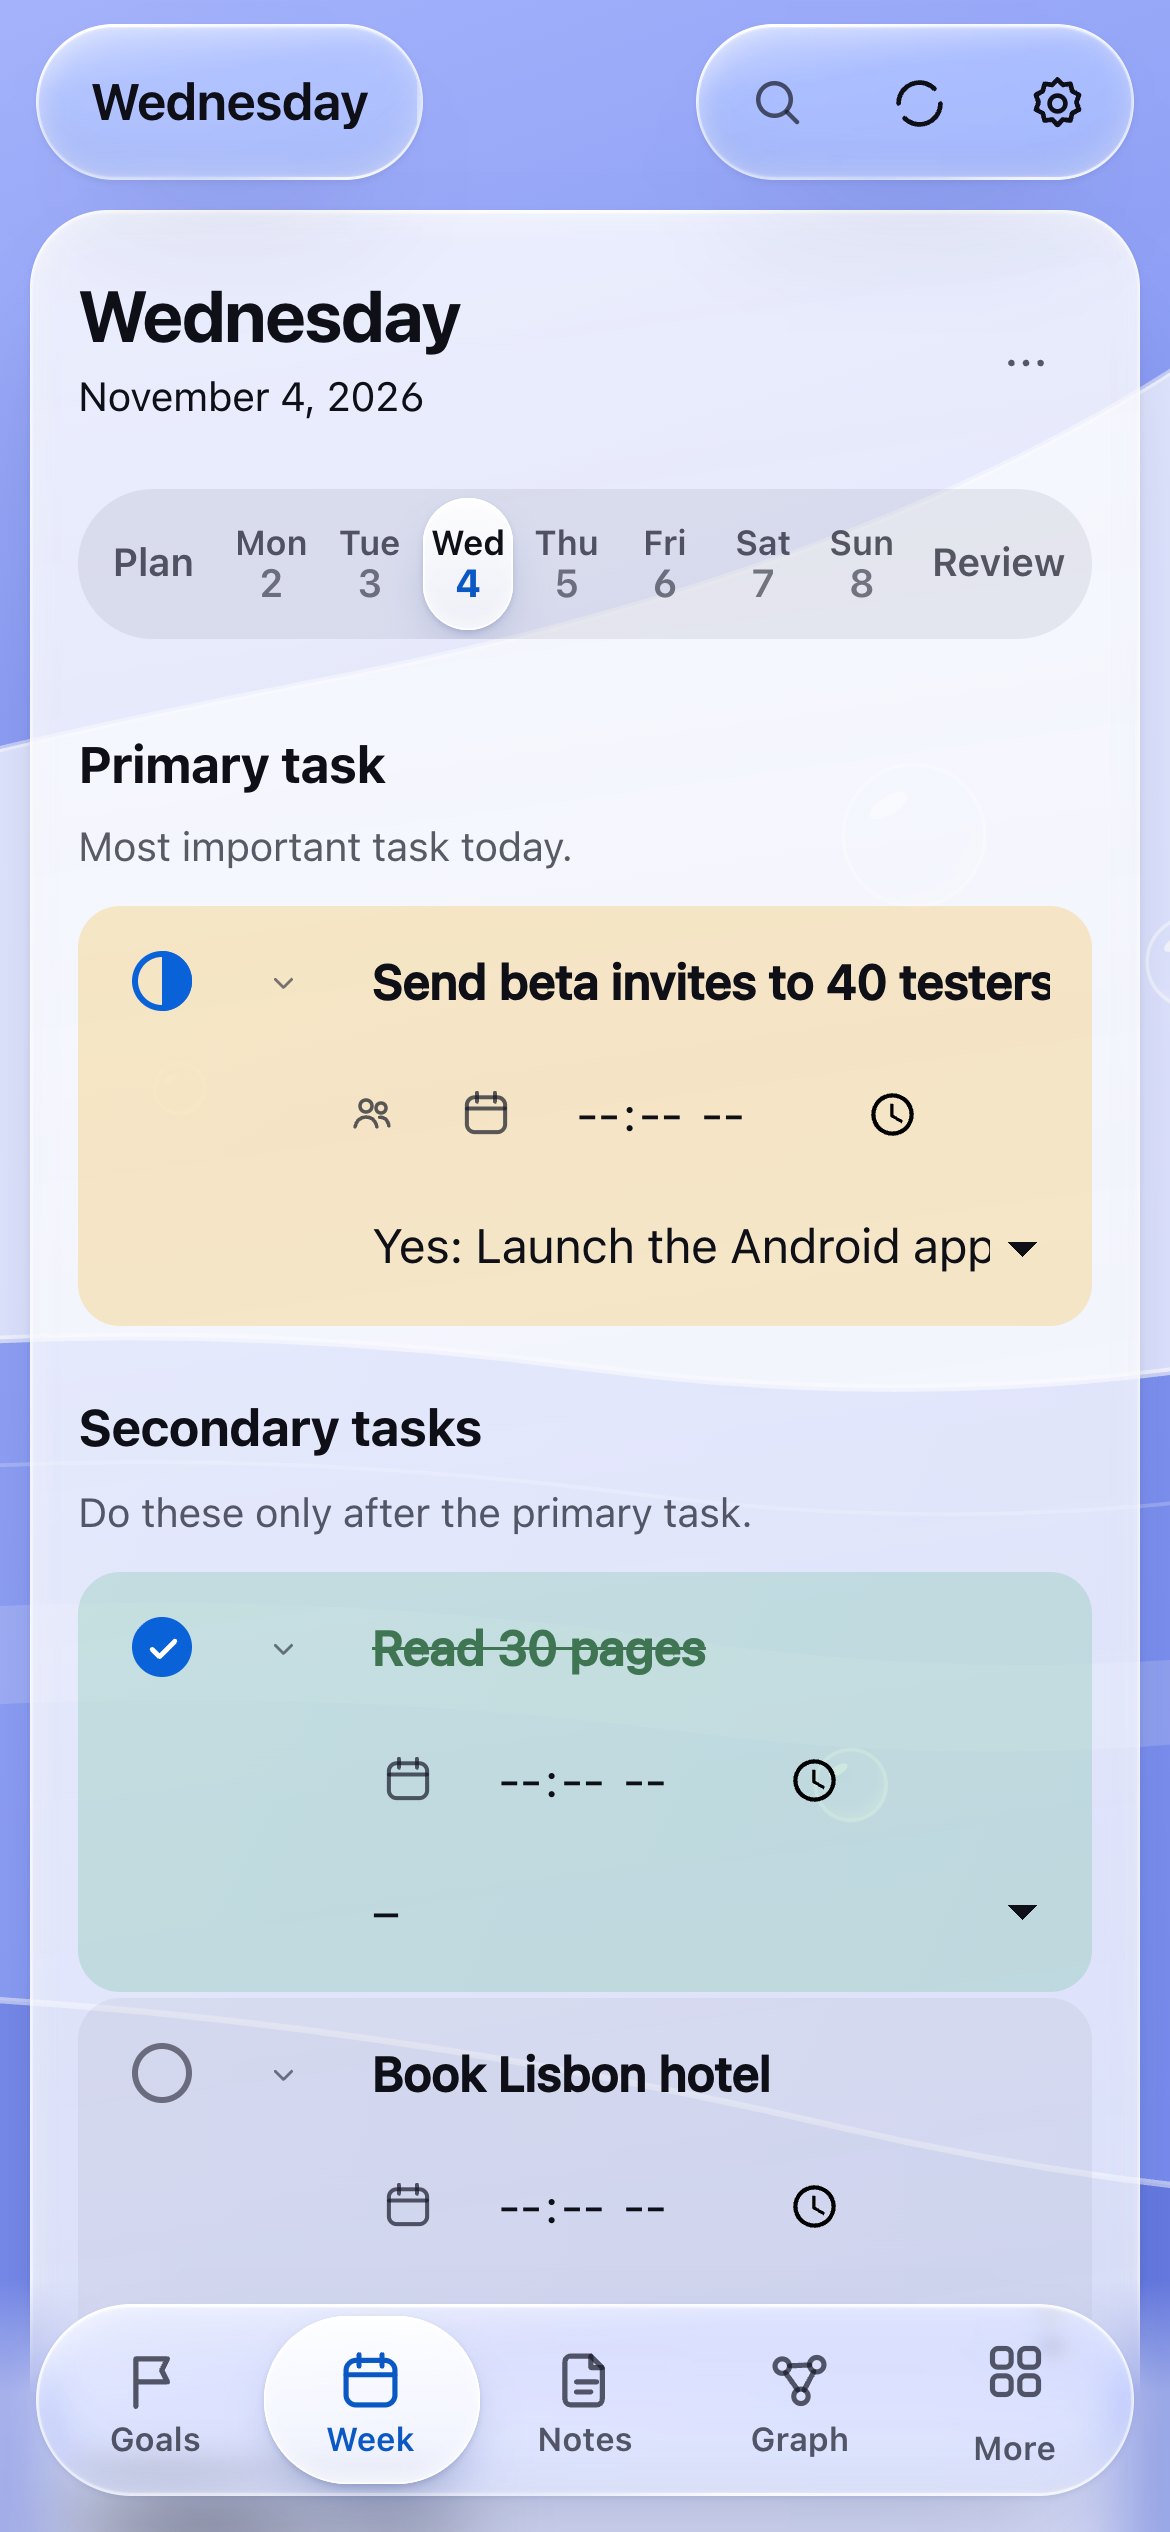 Wednesday
Wednesday
November 4, 2026
Plan
Mon 2
Tue 3
Wed 4
Thu 5
Fri 6
Sat 7
Sun 8
Review
Primary task
Most important task today.
Send beta invites to 40 testers
--:-- --
Yes: Launch the Android app
Secondary tasks
Do these only after the primary task.
Read 30 pages
--:-- --
–
Book Lisbon hotel
--:-- --
Goals
Week
Notes
Graph
More